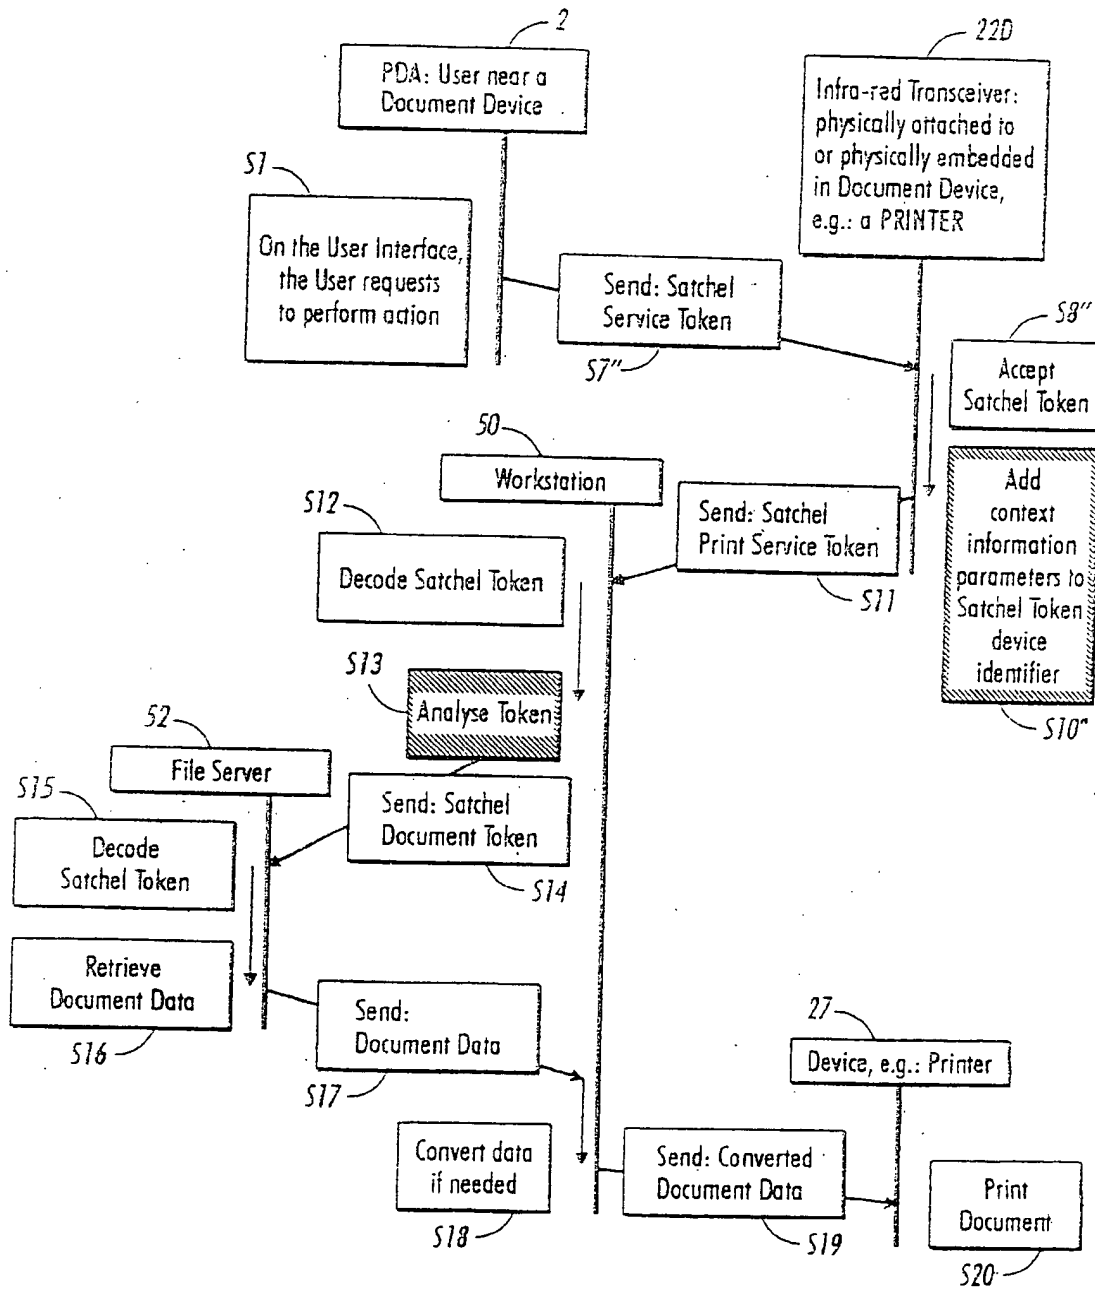 2
PDA: User near a
Document Device
22D
Infra-red Transceiver:
physically attached to
or physically embedded
in Document Device,
e.g.: a PRINTER
S1
On the User Interface,
the User requests
to perform action
Send: Satchel
Service Token
S7"
S8"
Accept
Satchel Token
50
Workstation
S12
Decode Satchel Token
Send: Satchel
Print Service Token
S11
Add
context
information
parameters to
Satchel Token
device
identifier
S10"
S13
Analyse Token
52
File Server
S15
Decode
Satchel Token
Send: Satchel
Document Token
S14
Retrieve
Document Data
S16
Send:
Document Data
S17
27
Device, e.g.: Printer
Convert data
if needed
S18
Send: Converted
Document Data
S19
Print
Document
S20